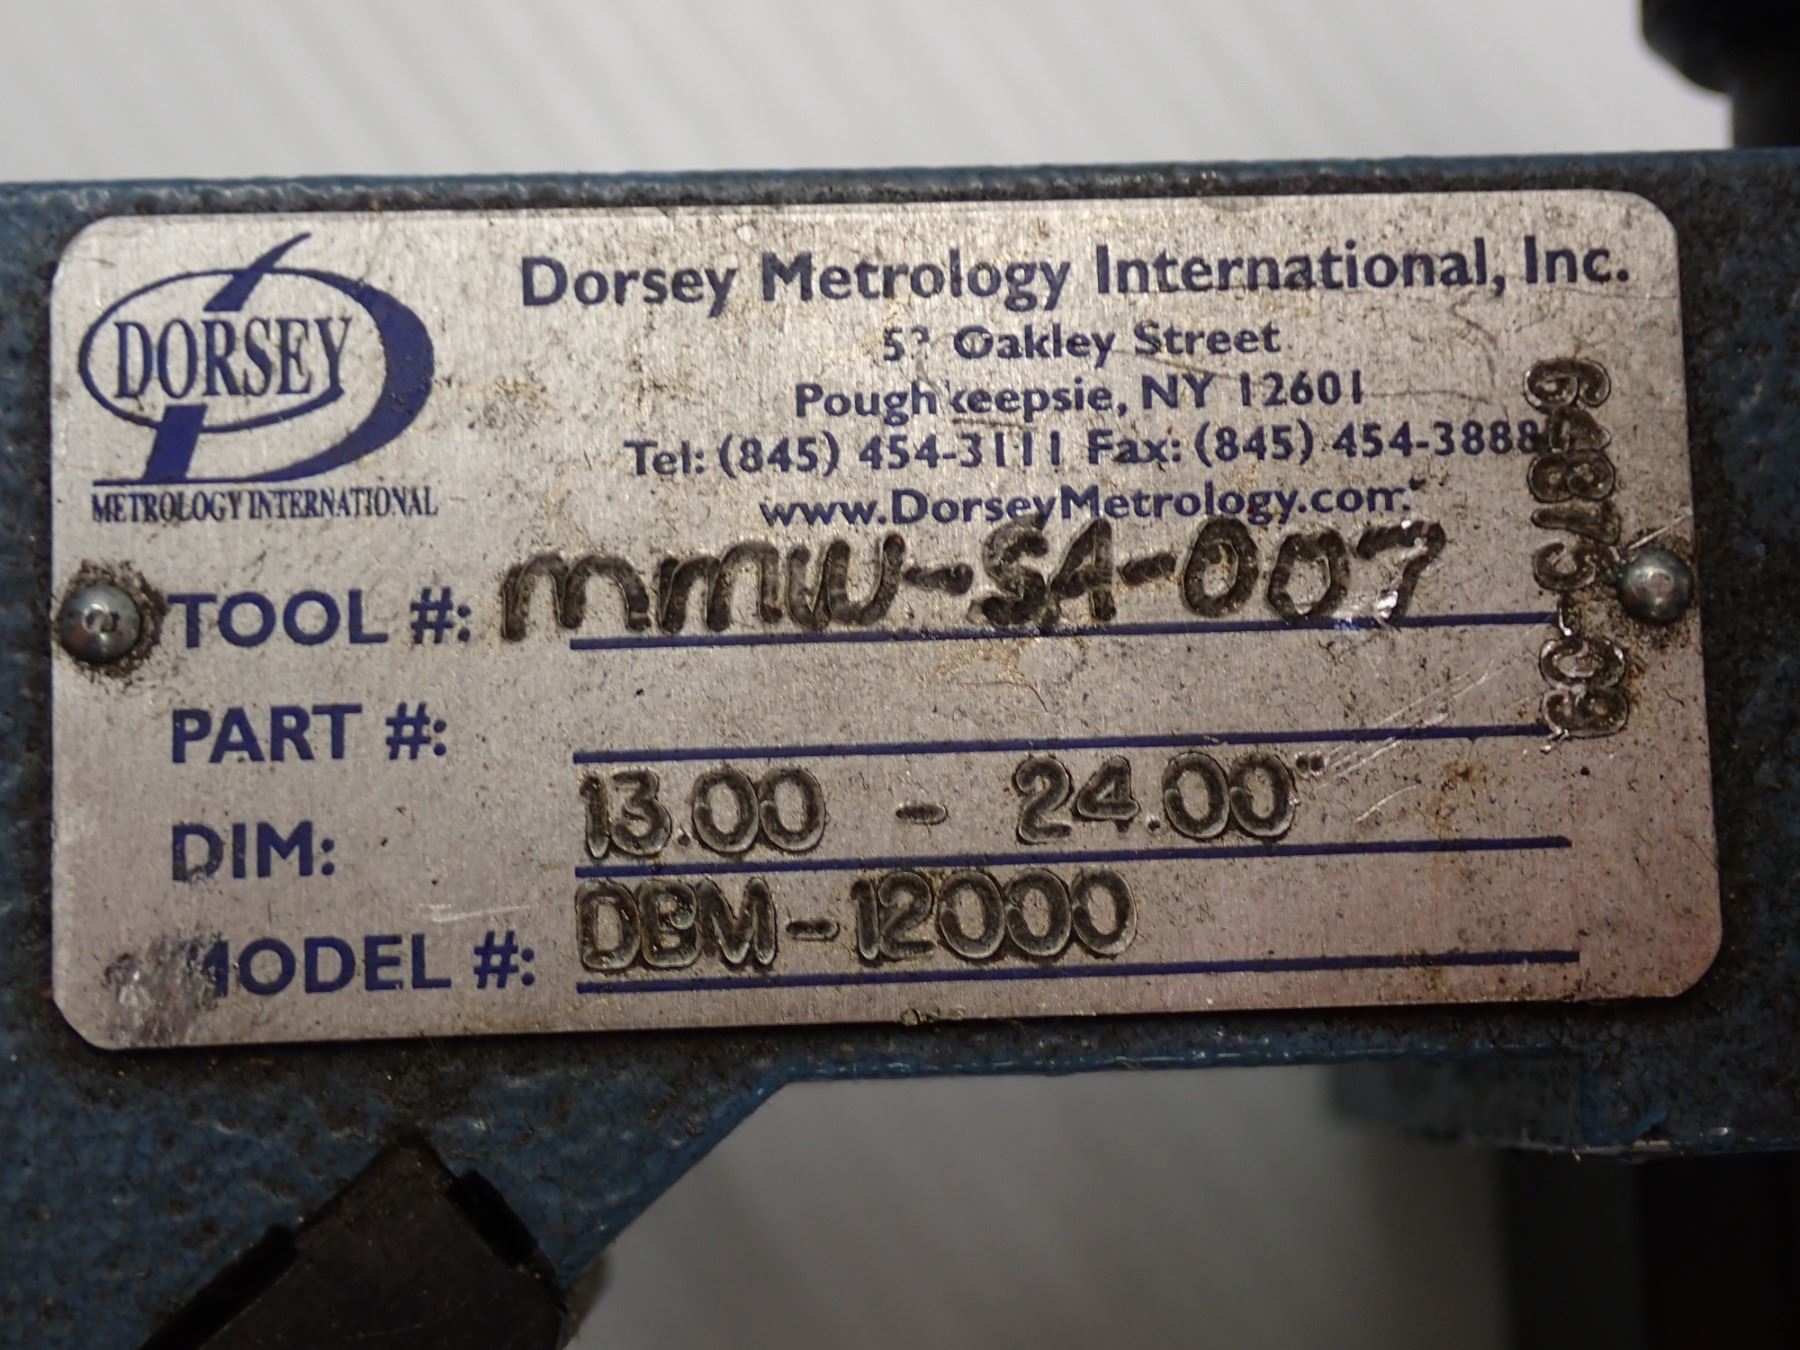 DORSEY
METROLOGY INTERNATIONAL
Dorsey Metrology International, Inc.
53 Oakley Street
Poughkeepsie, NY 12601
Tel: (845) 454-3111 Fax: (845) 454-3888
www.DorseyMetrology.com
TOOL #: MMW-SA-007
PART #:
DIM: 13.00 - 24.00"
MODEL #: DBM-12000